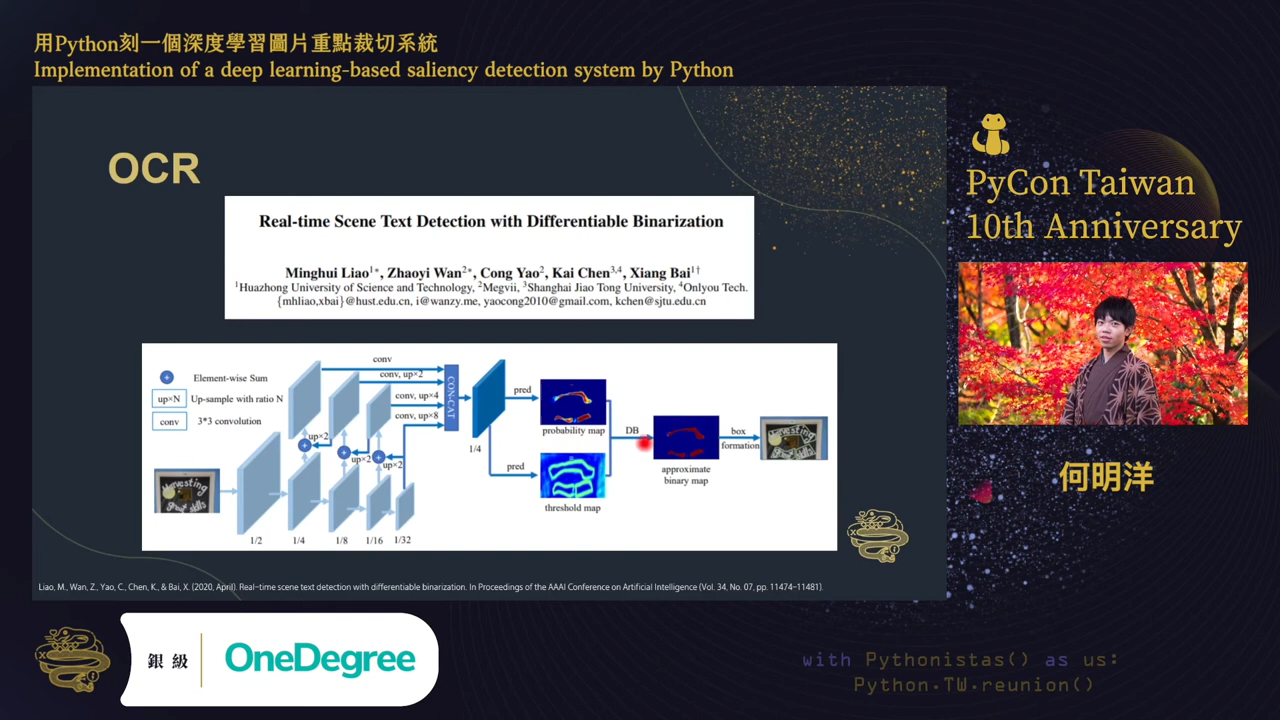 用Python刻一個深度學習圖片重點裁切系統
Implementation of a deep learning-based saliency detection system by Python
OCR
Real-time Scene Text Detection with Differentiable Binarization
Minghui Liao1*, Zhaoyi Wan2*, Cong Yao2, Kai Chen3,4, Xiang Bai1†
1Huazhong University of Science and Technology, 2Megvii, 3Shanghai Jiao Tong University, 4Onlyou Tech.
{mhliao,xbai}@hust.edu.cn, i@wanzy.me, yaocong2010@gmail.com, kchen@sjtu.edu.cn
+ Element-wise Sum
up×N Up-sample with ratio N
conv 3*3 convolution
conv
conv, up×2
conv, up×4
conv, up×8
CON-CAT
up×2
up×2
up×2
1/2
1/4
1/8
1/16
1/32
1/4
pred
pred
probability map
threshold map
DB
approximate
binary map
box
formation
Harvesting
great skills
Liao, M., Wan, Z., Yao, C., Chen, K., & Bai, X. (2020, April). Real-time scene text detection with differentiable binarization. In Proceedings of the AAAI Conference on Artificial Intelligence (Vol. 34, No. 07, pp. 11474-11481).
PyCon Taiwan
10th Anniversary
何明洋
銀級
OneDegree
with Pythonistas() as us:
Python.TW.reunion()